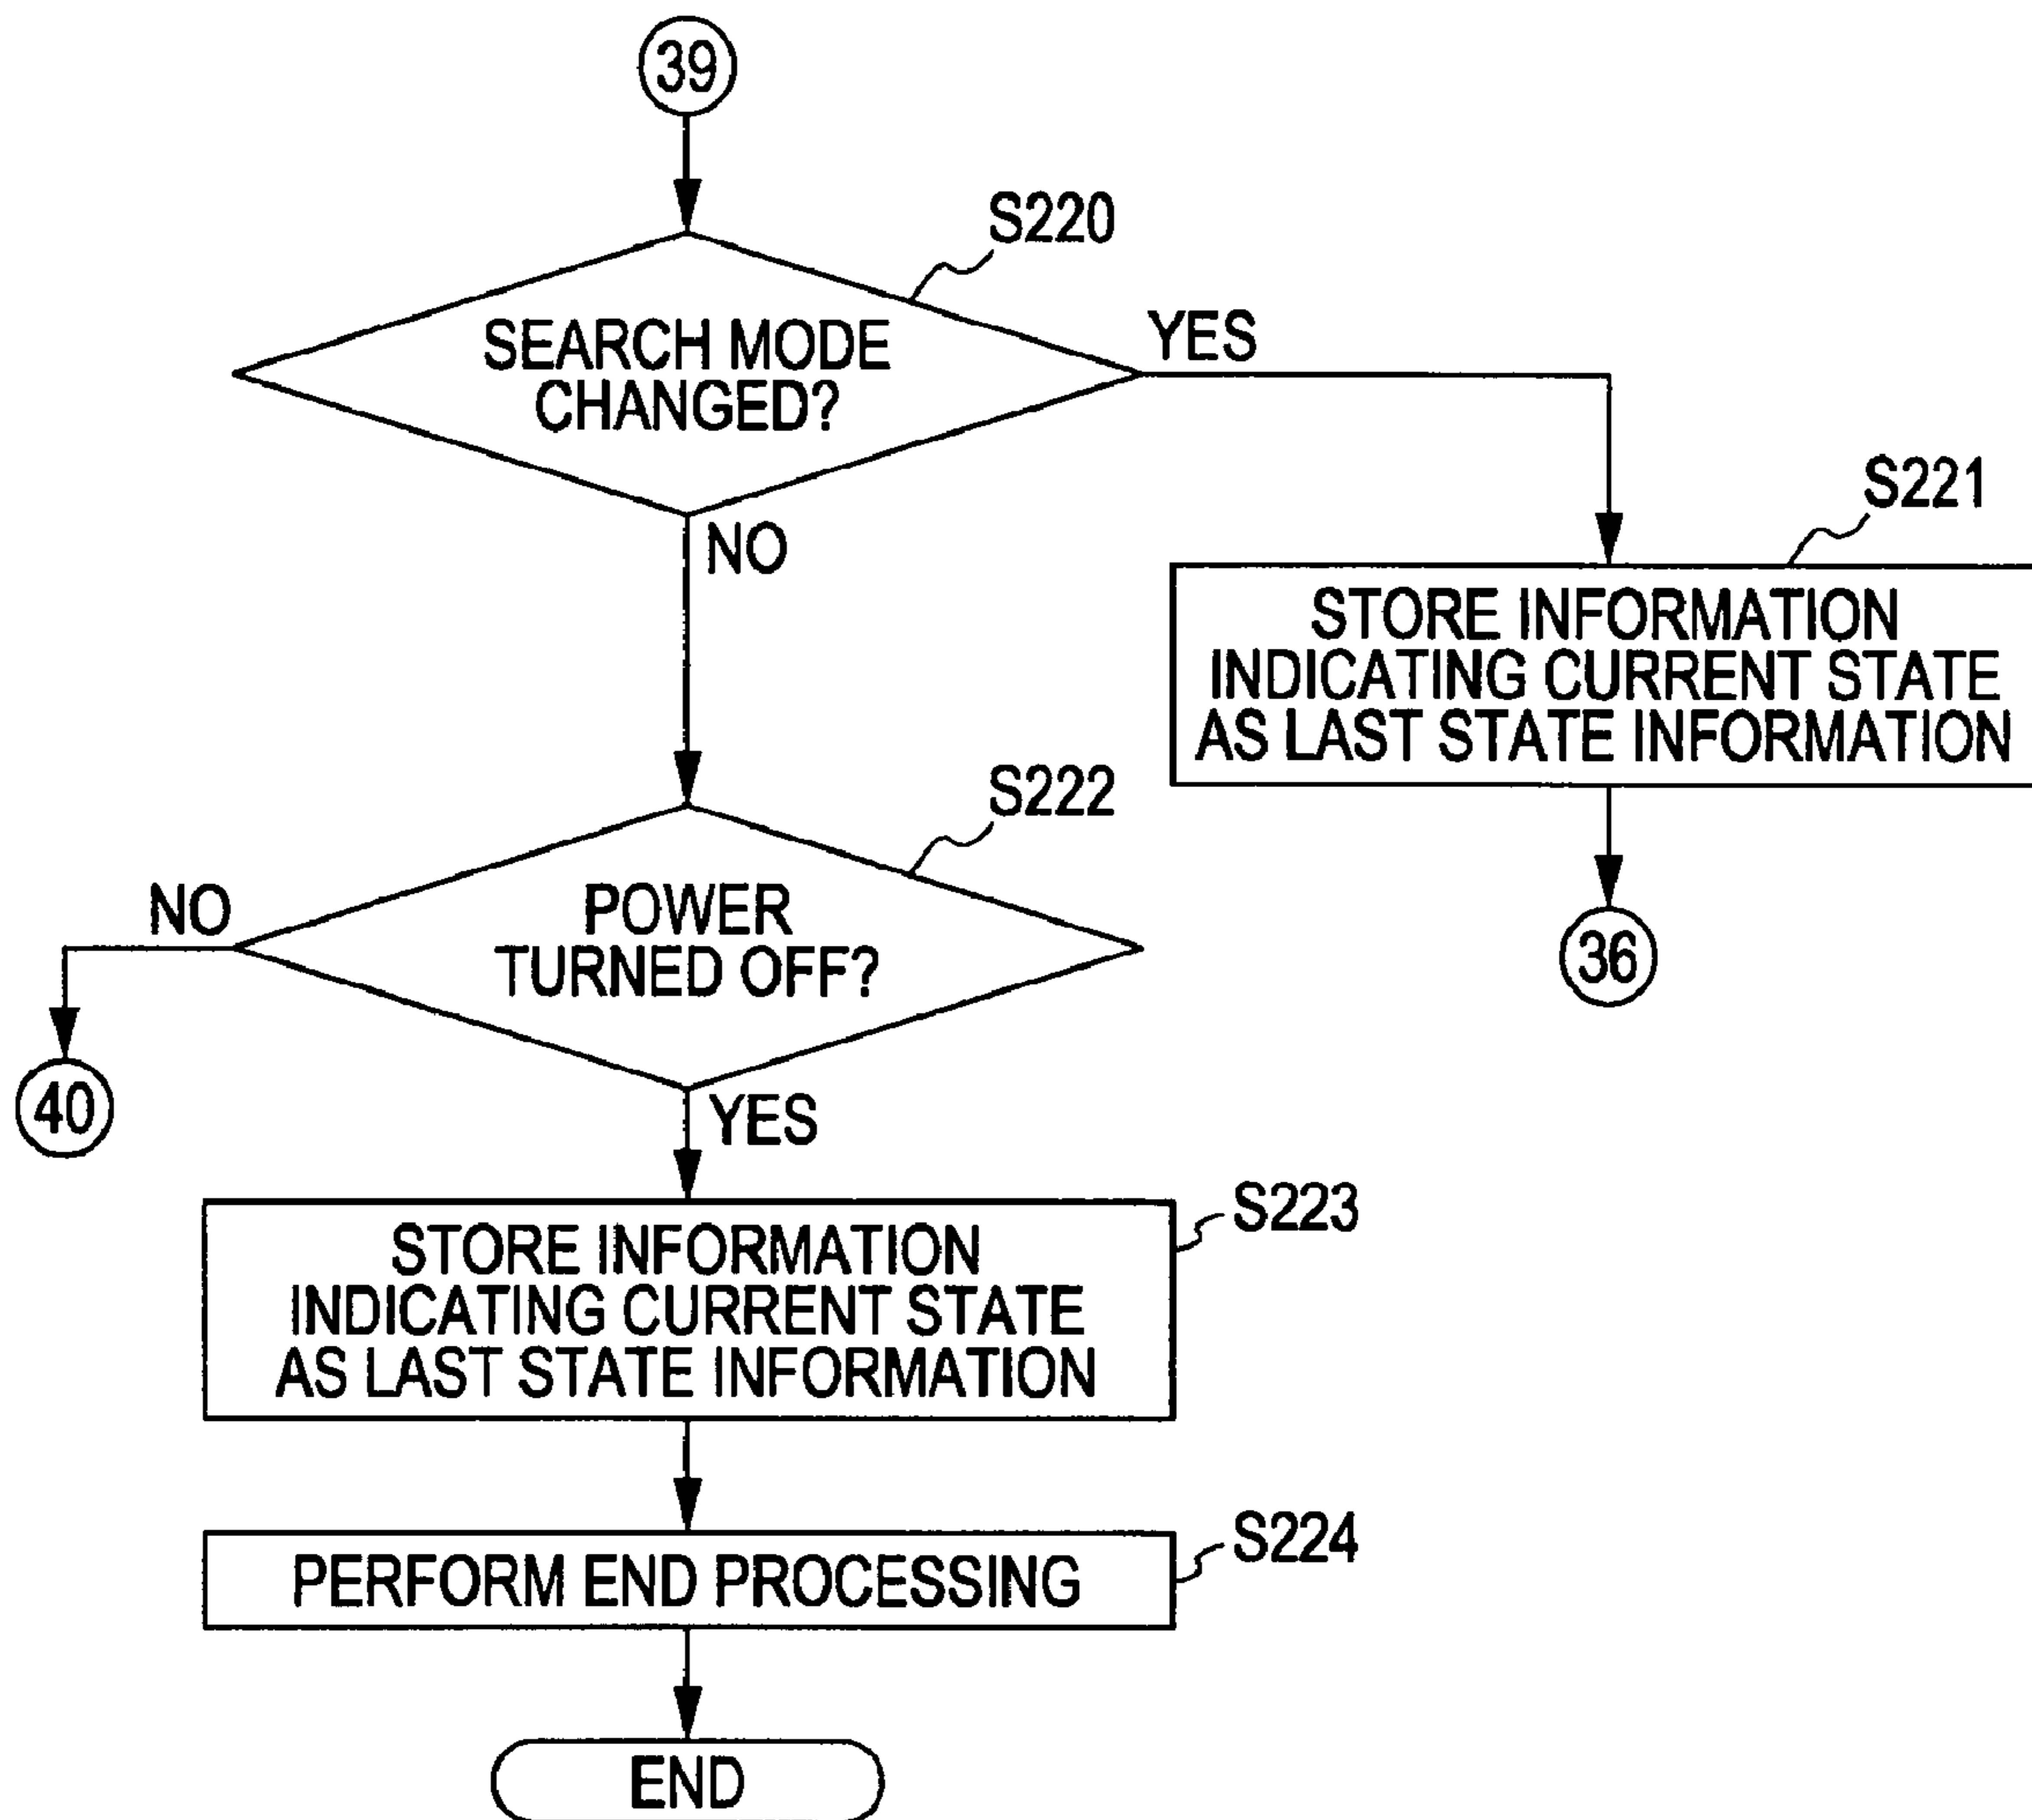 39
S220
SEARCH MODE
CHANGED?
YES
NO
S221
STORE INFORMATION
INDICATING CURRENT STATE
AS LAST STATE INFORMATION
36
S222
POWER
TURNED OFF?
NO
40
YES
S223
STORE INFORMATION
INDICATING CURRENT STATE
AS LAST STATE INFORMATION
S224
PERFORM END PROCESSING
END